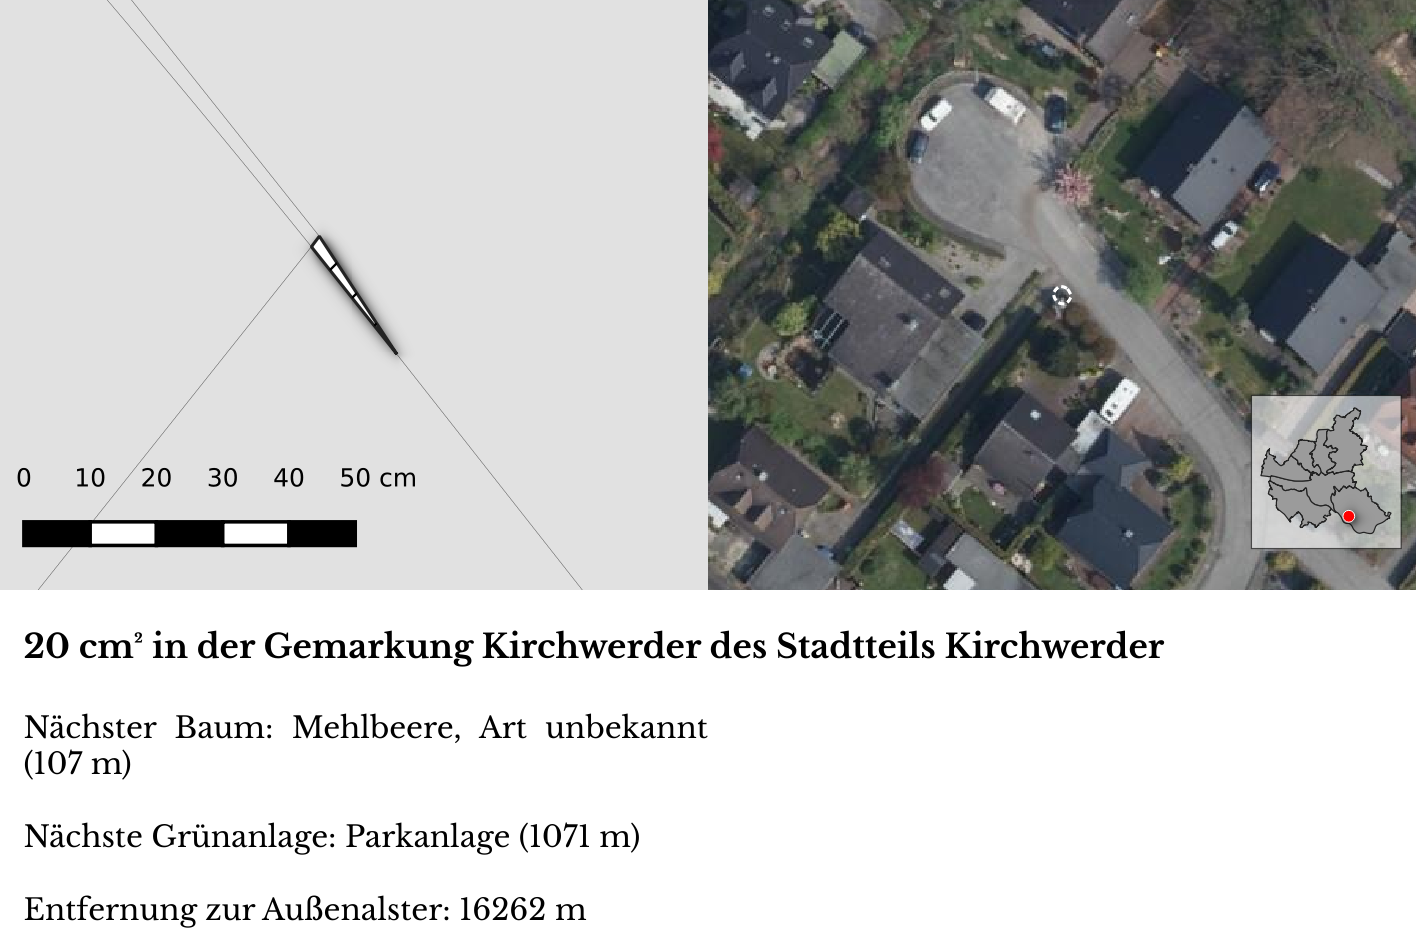 0 10 20 30 40 50 cm
20 cm² in der Gemarkung Kirchwerder des Stadtteils Kirchwerder
Nächster Baum: Mehlbeere, Art unbekannt
(107 m)
Nächste Grünanlage: Parkanlage (1071 m)
Entfernung zur Außenalster: 16262 m